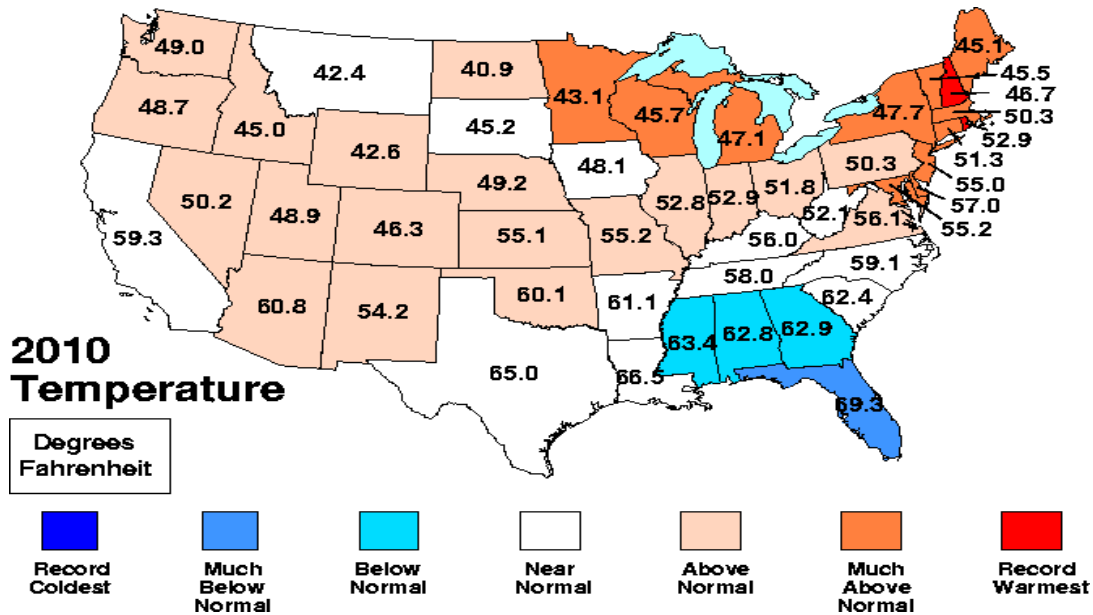 49.0
42.4
40.9
43.1
45.1
45.5
46.7
48.7
45.0
45.2
45.7
47.1
47.7
50.3
52.9
51.3
42.6
48.1
50.3
55.0
57.0
55.2
50.2
48.9
46.3
49.2
52.8
52.9
51.8
52.1
56.1
59.3
55.1
55.2
56.0
59.1
60.8
54.2
60.1
61.1
58.0
62.4
63.4
62.8
62.9
65.0
66.5
69.3
2010
Temperature
Degrees
Fahrenheit
Record
Coldest
Much
Below
Normal
Below
Normal
Near
Normal
Above
Normal
Much
Above
Normal
Record
Warmest